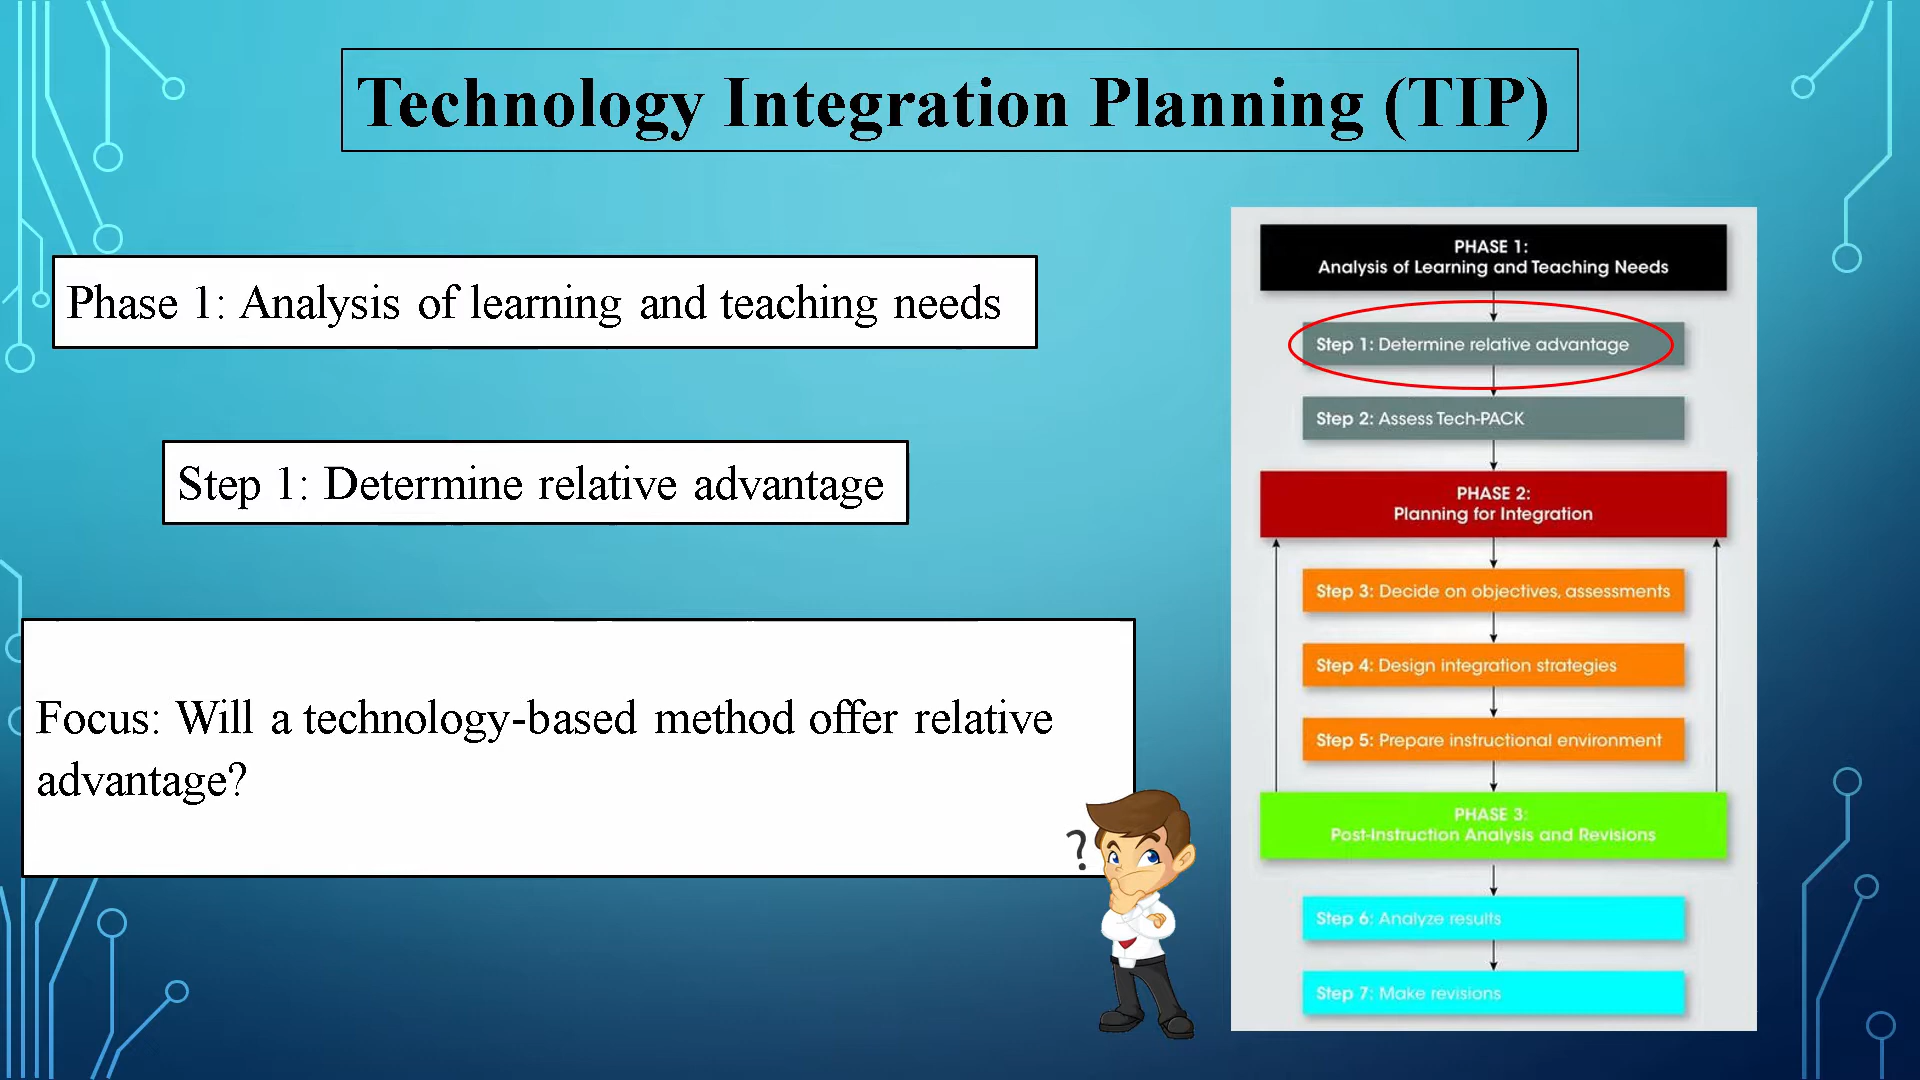 Technology Integration Planning (TIP)
Phase 1: Analysis of learning and teaching needs
Step 1: Determine relative advantage
Focus: Will a technology-based method offer relative
advantage?
?
PHASE 1:
Analysis of Learning and Teaching Needs
Step 1: Determine relative advantage
Step 2: Assess Tech-PACK
PHASE 2:
Planning for Integration
Step 3: Decide on objectives, assessments
Step 4: Design integration strategies
Step 5: Prepare instructional environment
PHASE 3:
Post-Instruction Analysis and Revisions
Step 6: Analyze results
Step 7: Make revisions